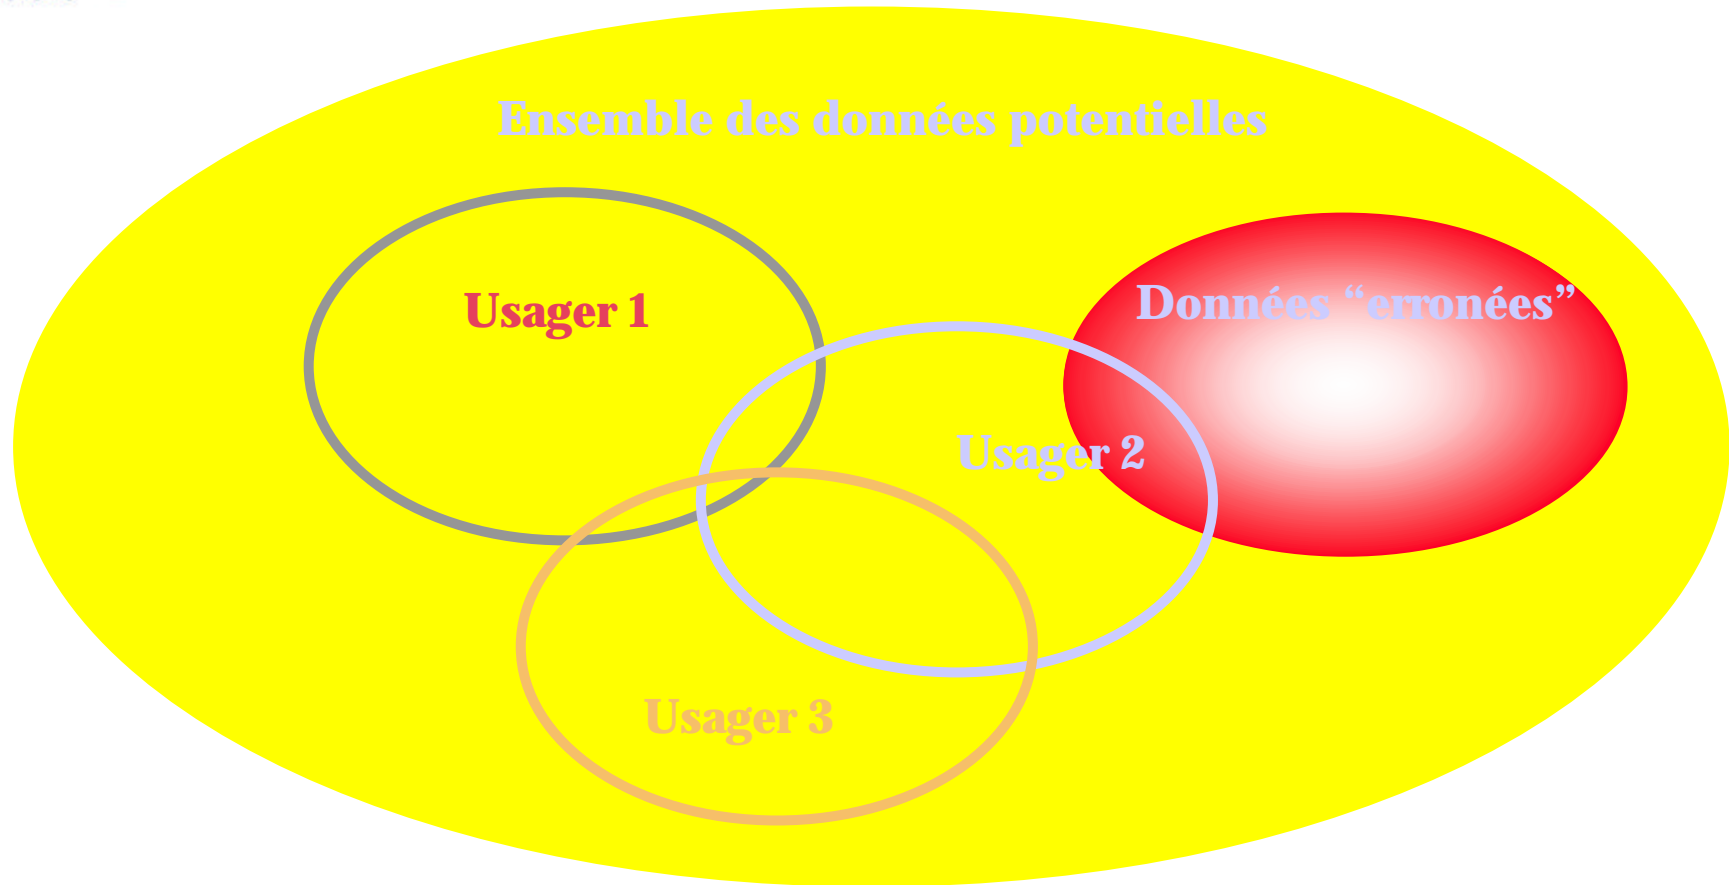 Ensemble des données potentielles
Usager 1
Données “erronées”
Usager 2
Usager 3